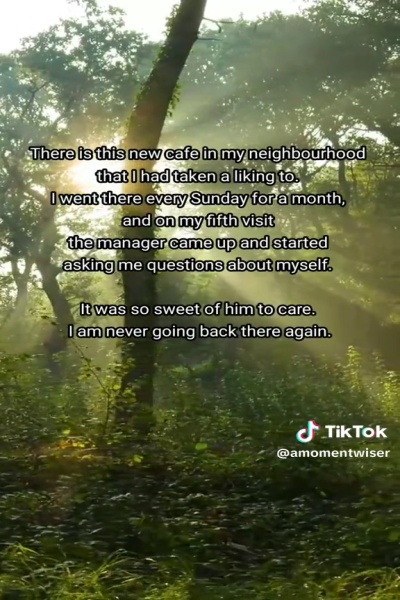 There is this new cafe in my neighbourhood
that I had taken a liking to.
I went there every Sunday for a month,
and on my fifth visit
the manager came up and started
asking me questions about myself.
It was so sweet of him to care.
I am never going back there again.
TikTok
@amomentwiser